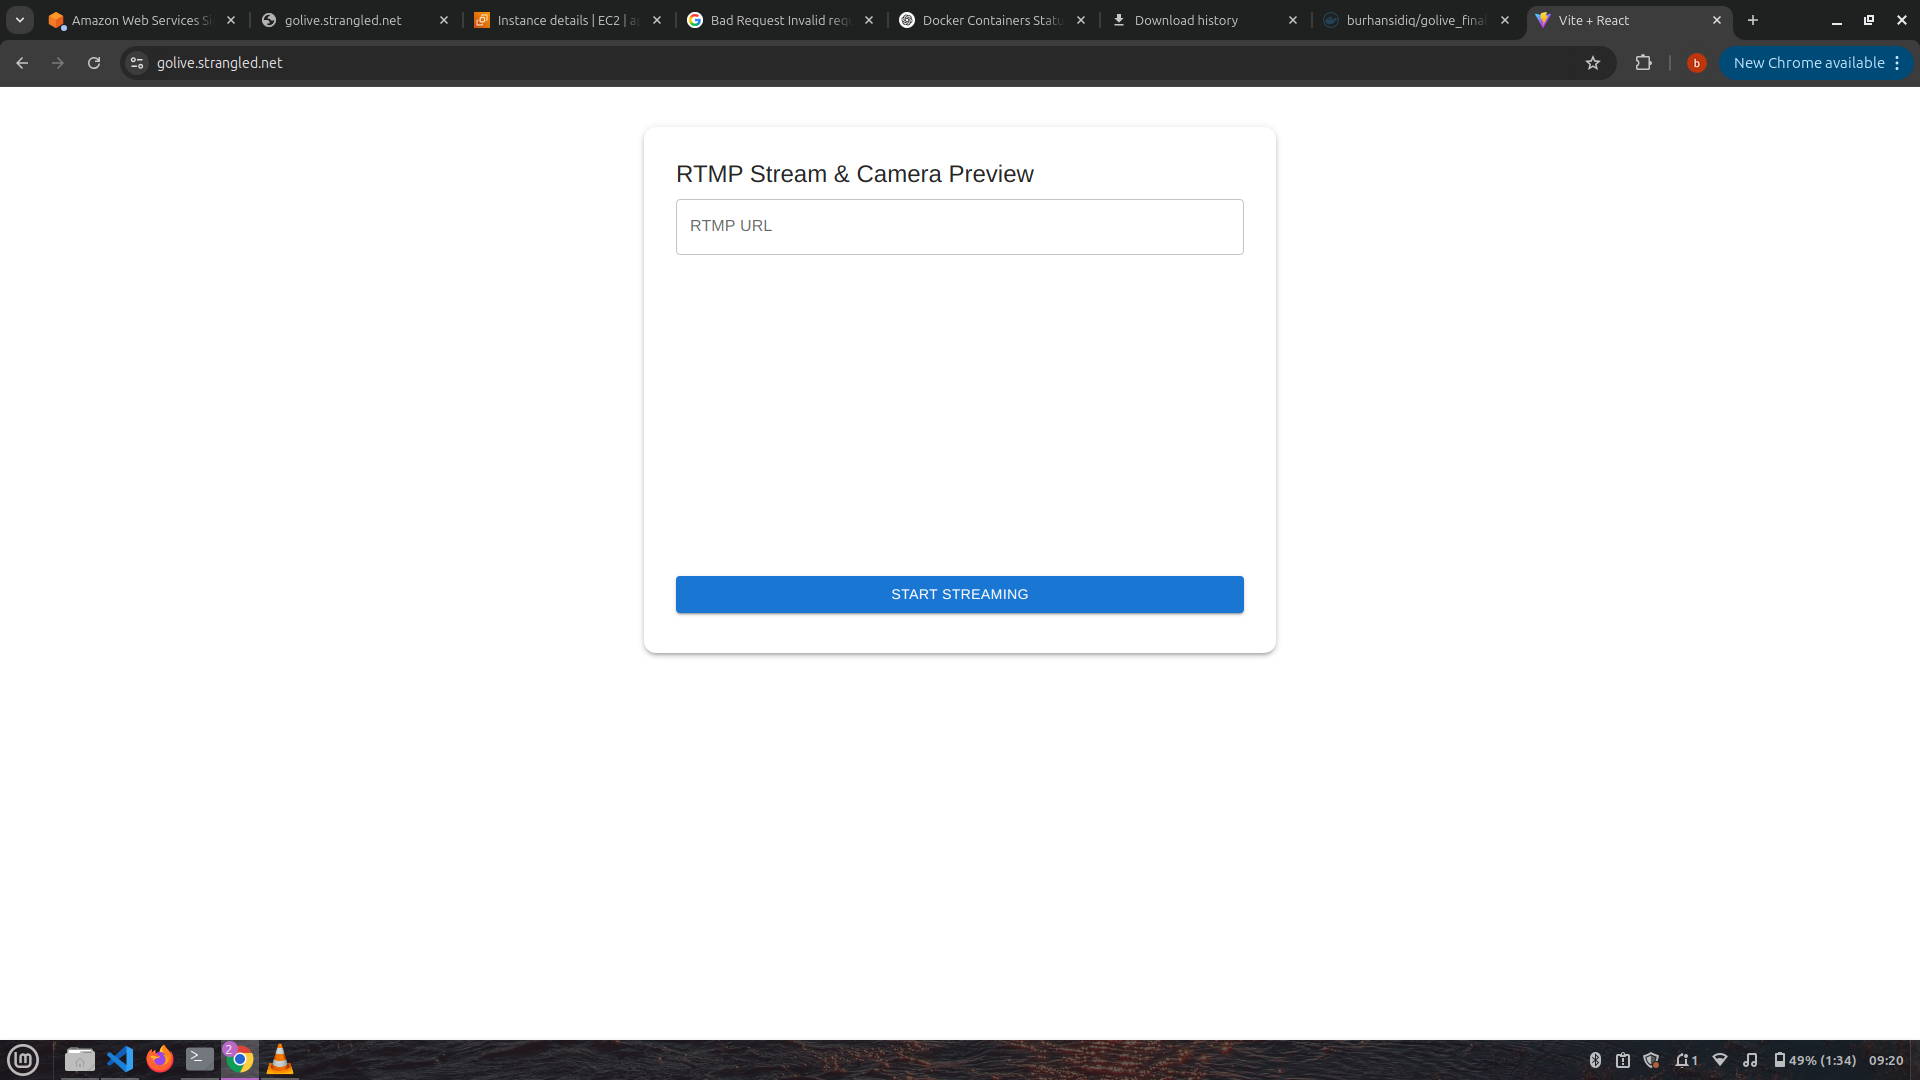 Amazon Web Services Si
golive.strangled.net
Instance details | EC2 | ap
Bad Request Invalid requ
Docker Containers Statu
Download history
burhansidiq/golive_final
Vite + React
golive.strangled.net
b
New Chrome available
RTMP Stream & Camera Preview
RTMP URL
START STREAMING
2
1
49% (1:34)
09:20